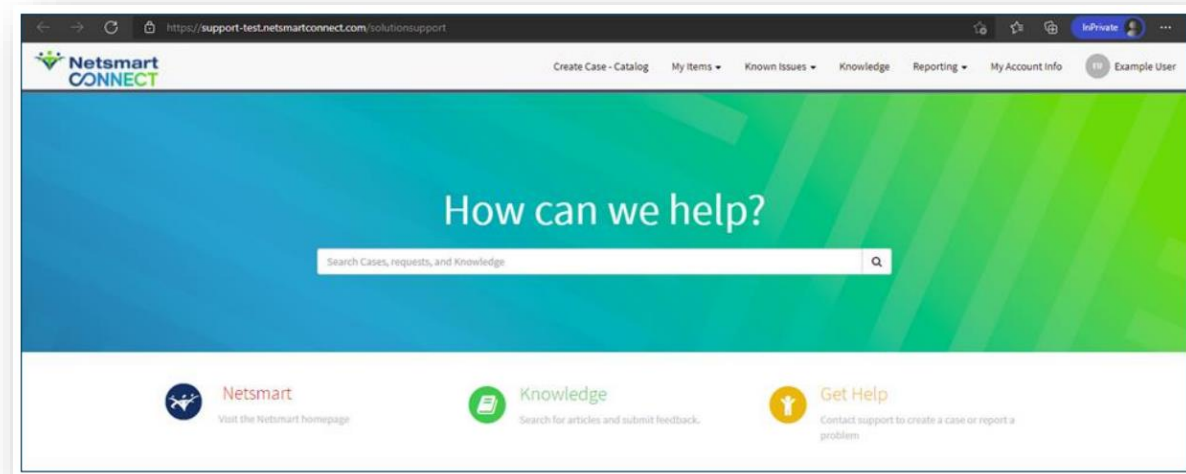 https://support-test.netsmartconnect.com/solutionsupport
InPrivate
Netsmart
CONNECT
Create Case - Catalog My Items Known Issues Knowledge Reporting My Account Info EU Example User
How can we help?
Search Cases, requests, and Knowledge
Netsmart
Visit the Netsmart homepage
Knowledge
Search for articles and submit feedback.
Get Help
Contact support to create a case or report a
problem